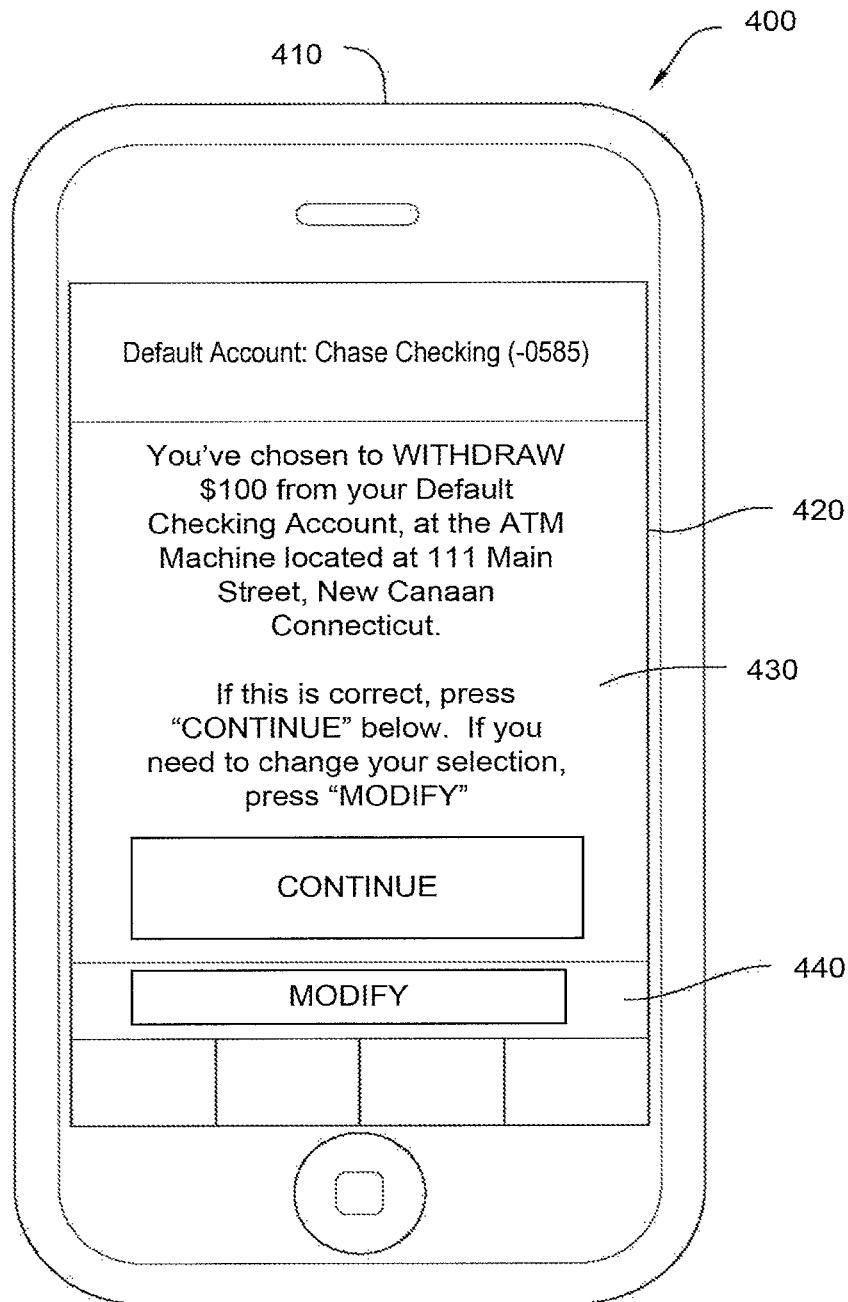 400
410
Default Account: Chase Checking (-0585)
You've chosen to WITHDRAW
$100 from your Default
Checking Account, at the ATM
Machine located at 111 Main
Street, New Canaan
Connecticut.
420
If this is correct, press
“CONTINUE” below.  If you
need to change your selection,
press “MODIFY”
430
CONTINUE
MODIFY
440